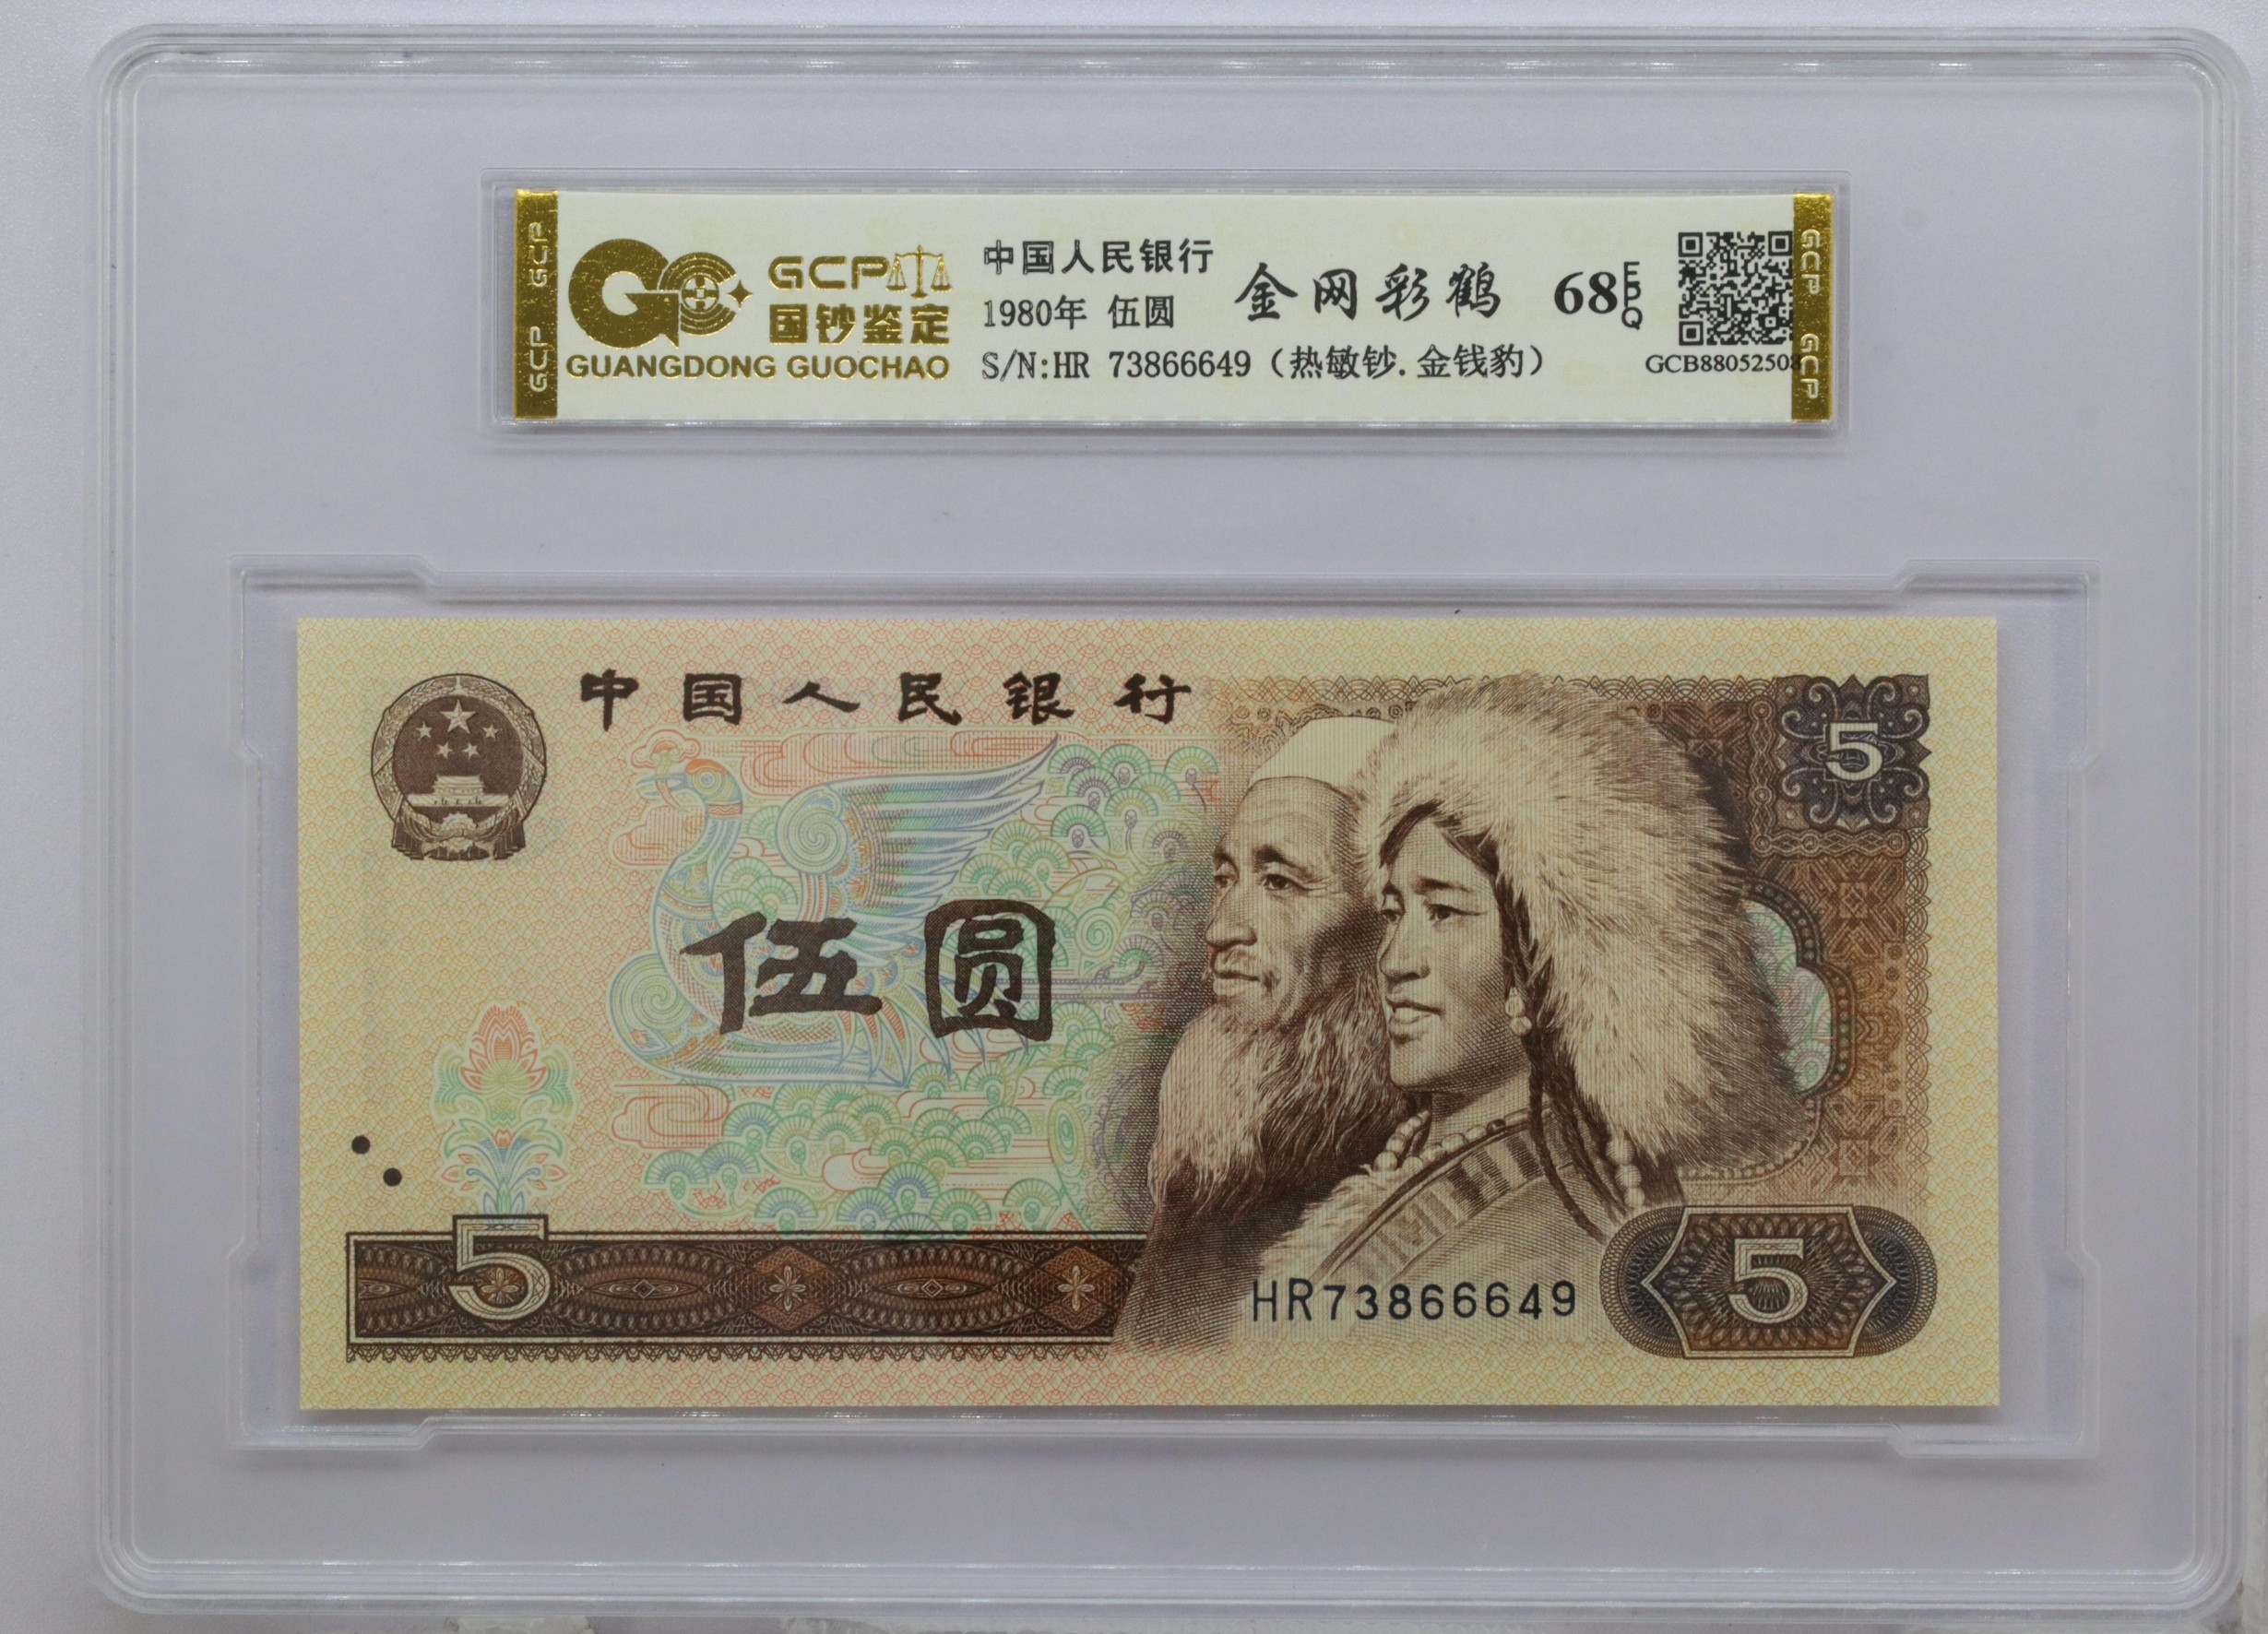 GCP GCP
GCP
国钞鉴定
GUANGDONG GUOCHAO
中国人民银行
1980年 伍圆
S/N:HR 73866649（热敏钞.金钱豹）
金网彩鹤
68EPQ
GCB88052508
GCP GCP
中国人民银行
5
伍圆
5
HR73866649
5